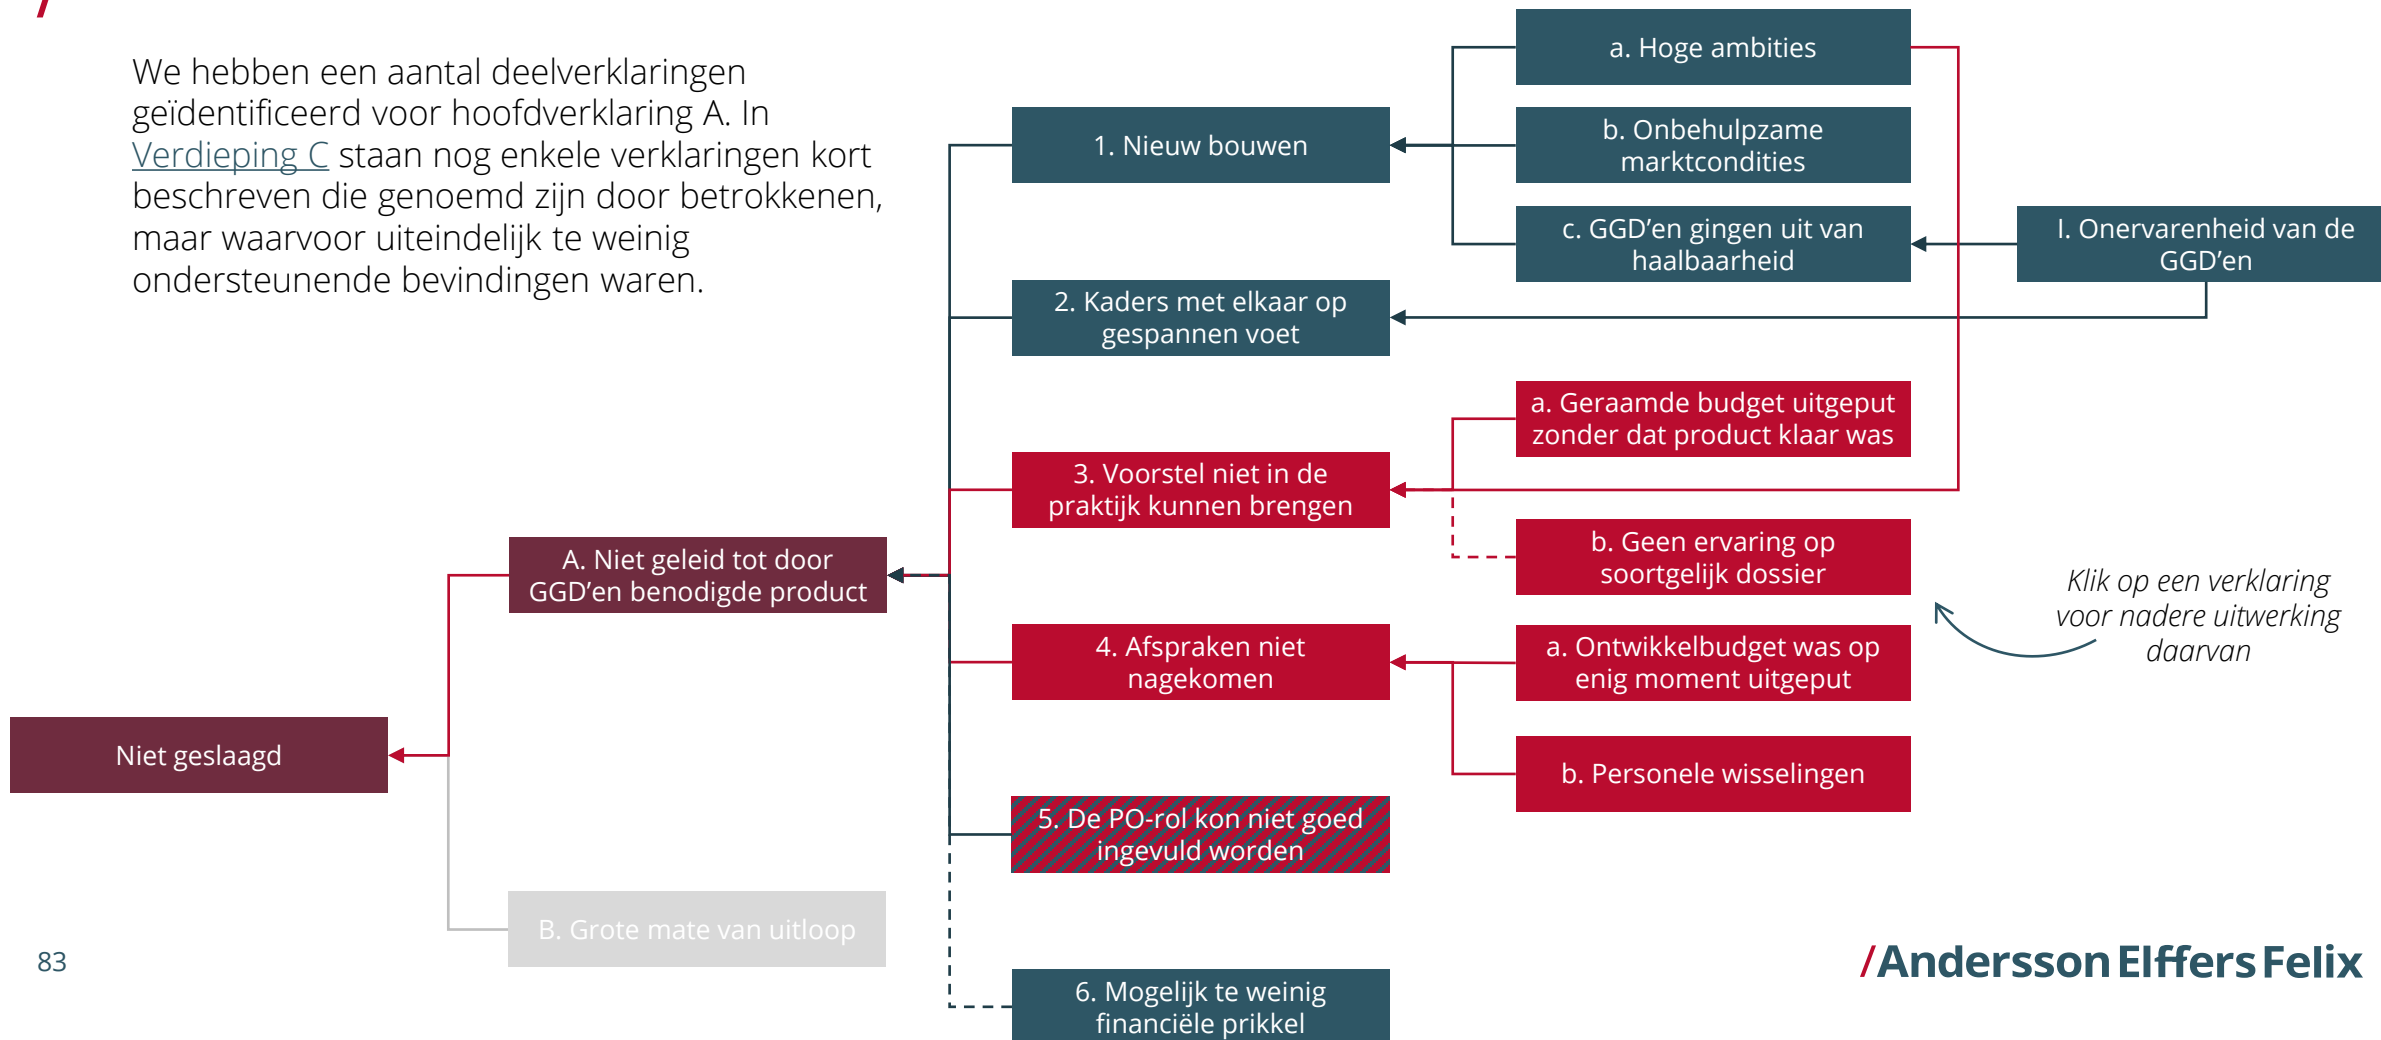 We hebben een aantal deelverklaringen
geïdentificeerd voor hoofdverklaring A. In
Verdieping C staan nog enkele verklaringen kort
beschreven die genoemd zijn door betrokkenen,
maar waarvoor uiteindelijk te weinig
ondersteunende bevindingen waren.
Niet geslaagd
A. Niet geleid tot door
GGD’en benodigde product
B. Grote mate van uitloop
1. Nieuw bouwen
2. Kaders met elkaar op
gespannen voet
3. Voorstel niet in de
praktijk kunnen brengen
4. Afspraken niet
nagekomen
5. De PO-rol kon niet goed
ingevuld worden
6. Mogelijk te weinig
financiële prikkel
a. Hoge ambities
b. Onbehulpzame
marktcondities
c. GGD’en gingen uit van
haalbaarheid
a. Geraamde budget uitgeput
zonder dat product klaar was
b. Geen ervaring op
soortgelijk dossier
a. Ontwikkelbudget was op
enig moment uitgeput
b. Personele wisselingen
I. Onervarenheid van de
GGD’en
Klik op een verklaring
voor nadere uitwerking
daarvan
83
/Andersson Elffers Felix